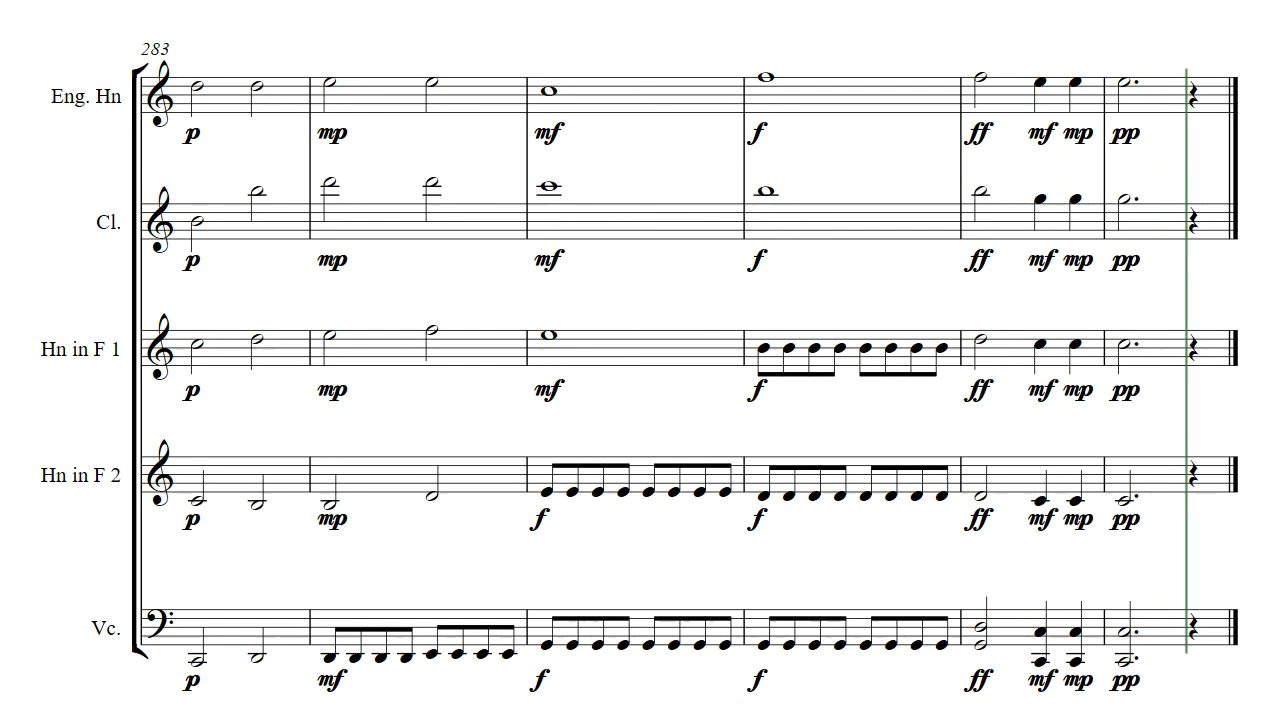 283
Eng. Hn
p mp mf f ff mf mp pp
Cl.
p mp mf f ff mf mp pp
Hn in F 1
p mp mf f ff mf mp pp
Hn in F 2
p mp f f ff mf mp pp
Vc.
p mf f f ff mf mp pp